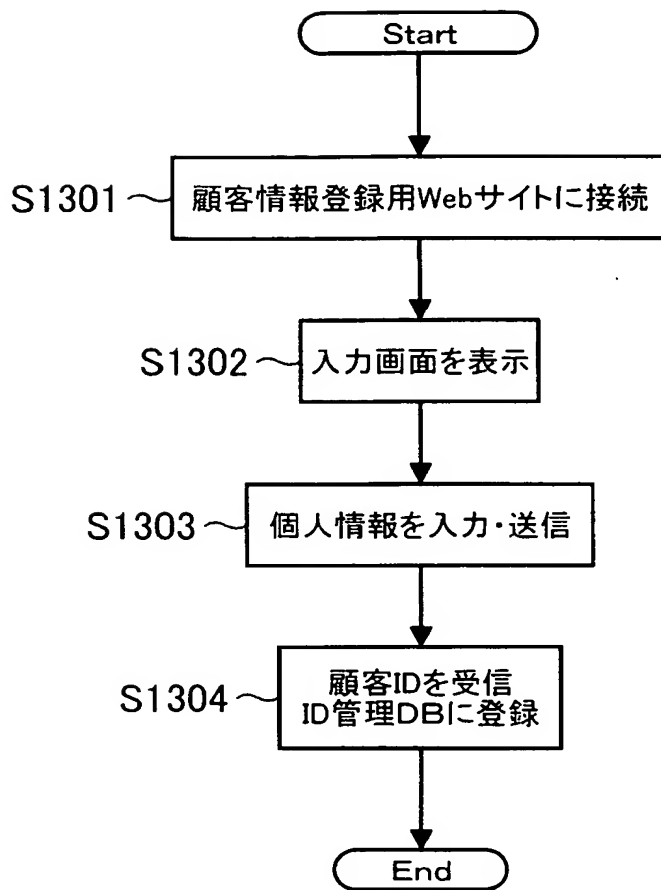 Start
S1301
顧客情報登録用Webサイトに接続
S1302
入力画面を表示
S1303
個人情報を入力・送信
S1304
顧客IDを受信
ID管理DBに登録
End